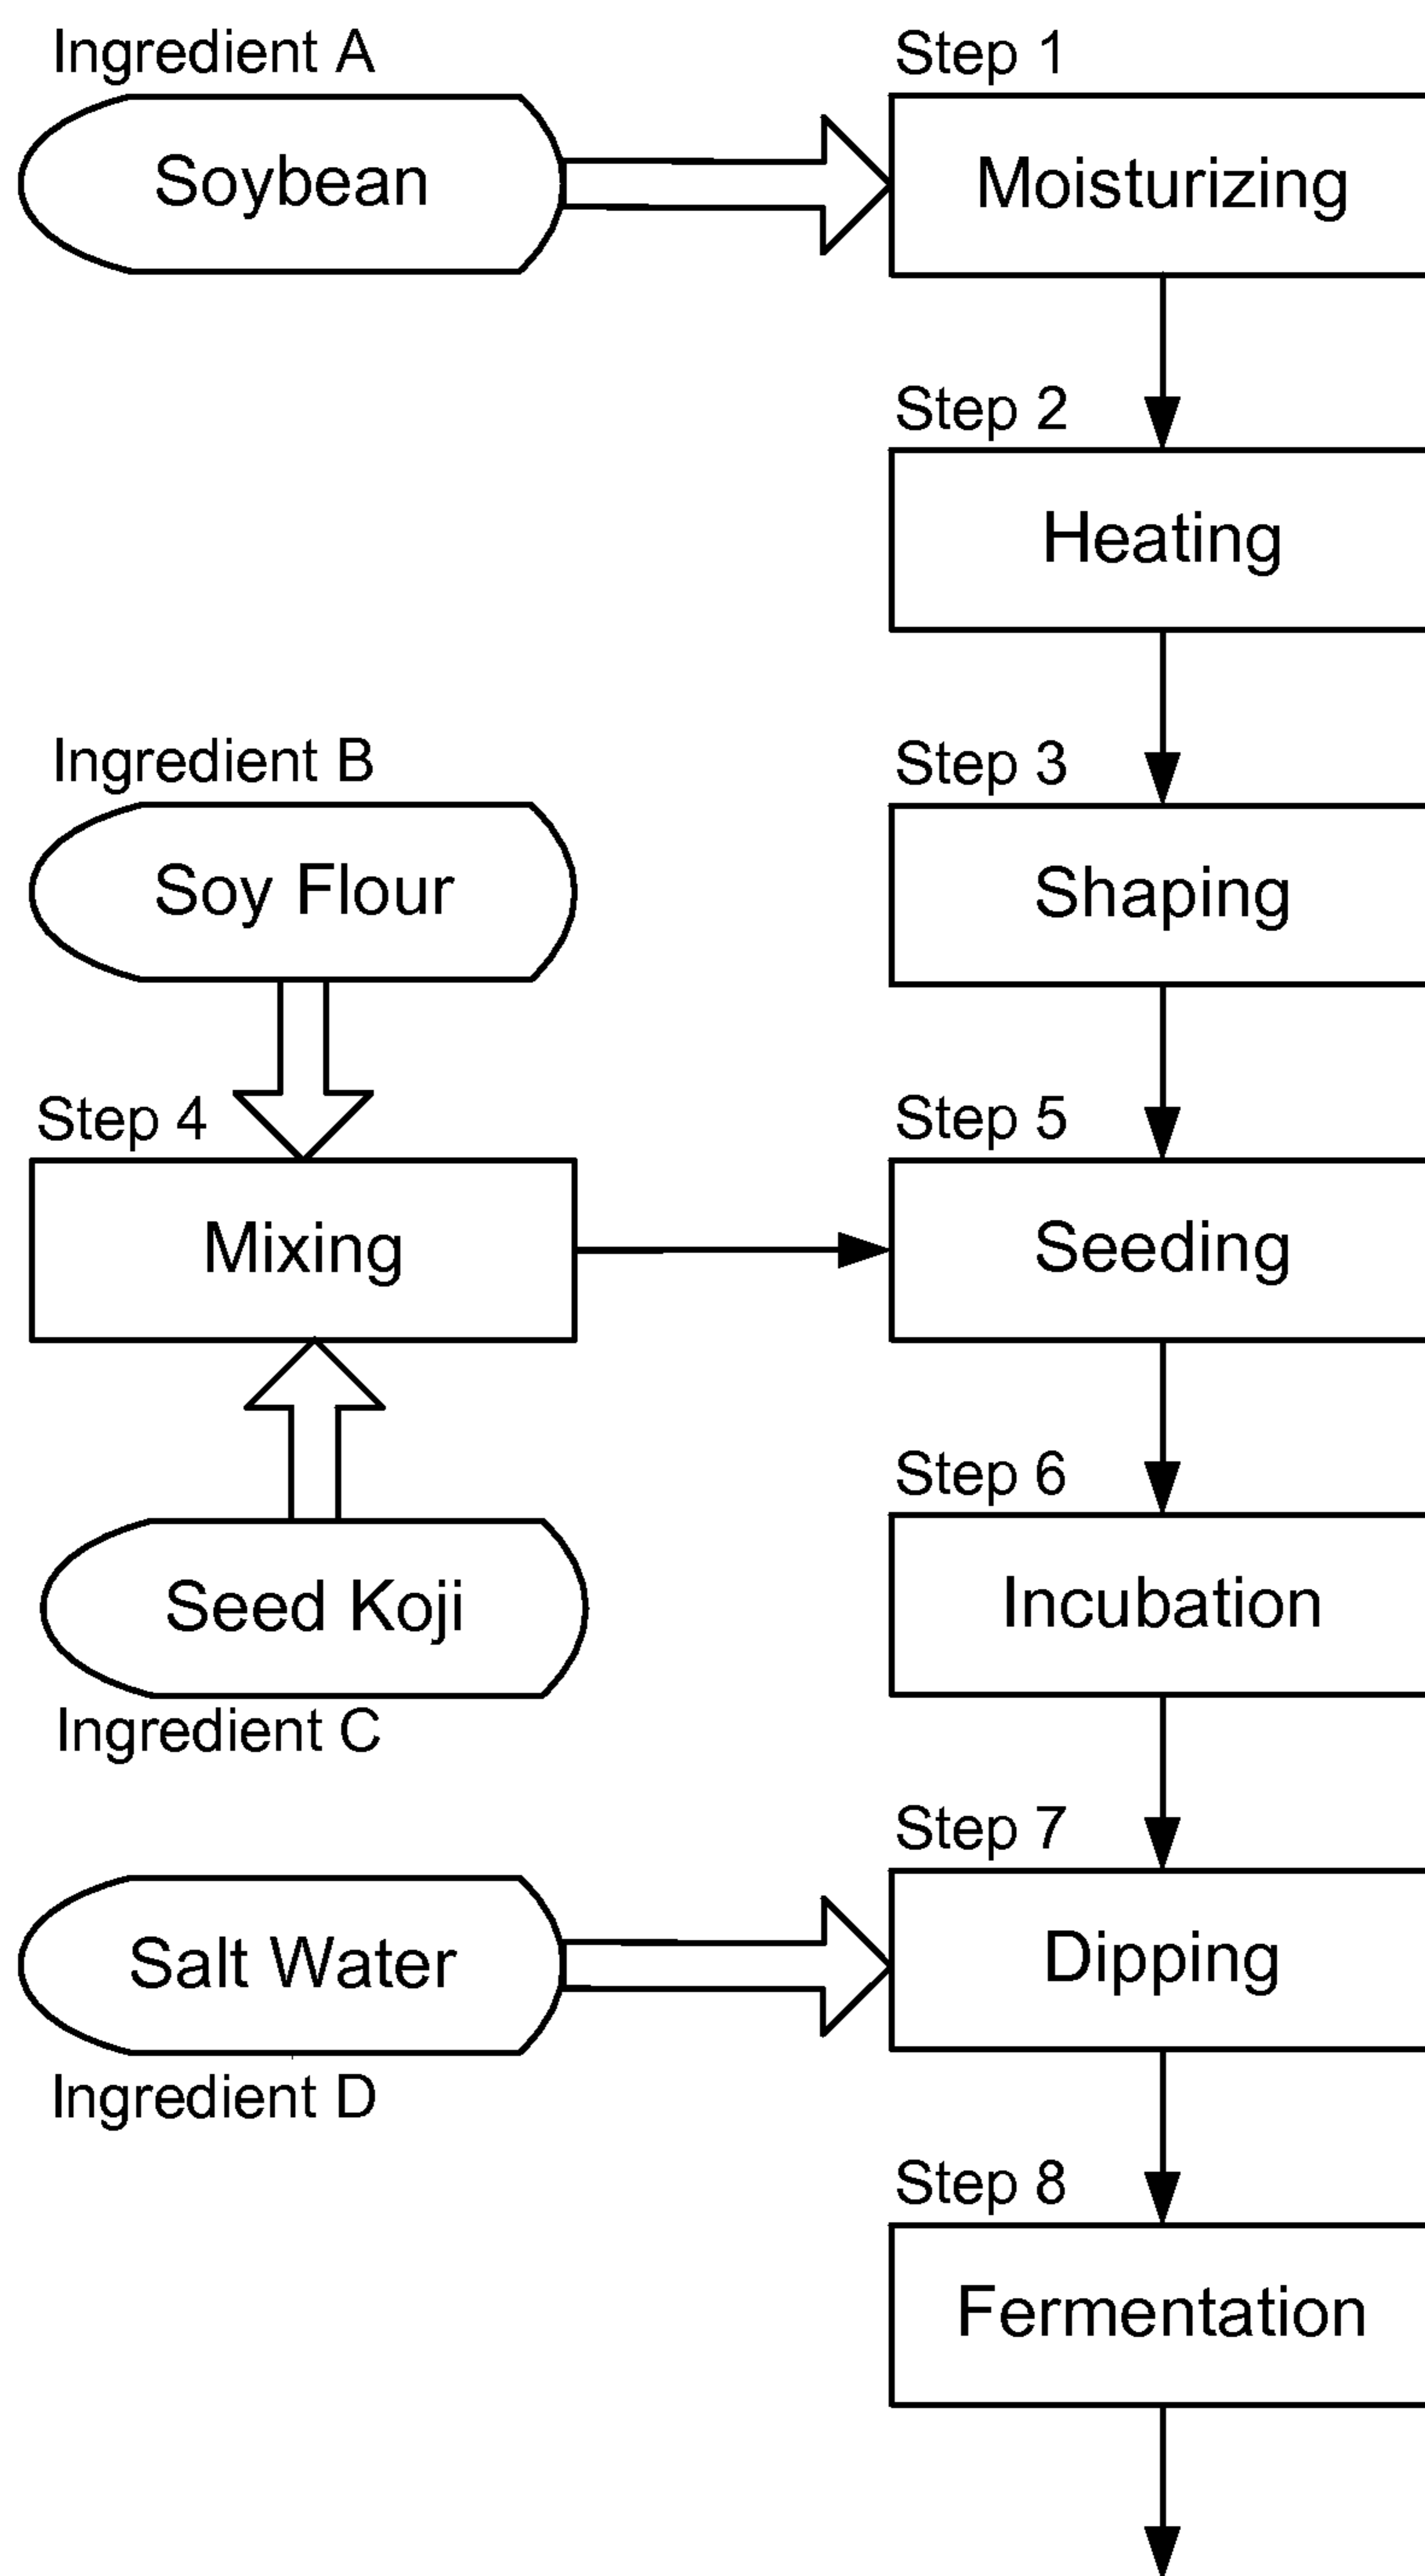 Ingredient A
Soybean
Step 1
Moisturizing
Step 2
Heating
Ingredient B
Soy Flour
Step 3
Shaping
Step 4
Mixing
Step 5
Seeding
Seed Koji
Ingredient C
Step 6
Incubation
Salt Water
Ingredient D
Step 7
Dipping
Step 8
Fermentation